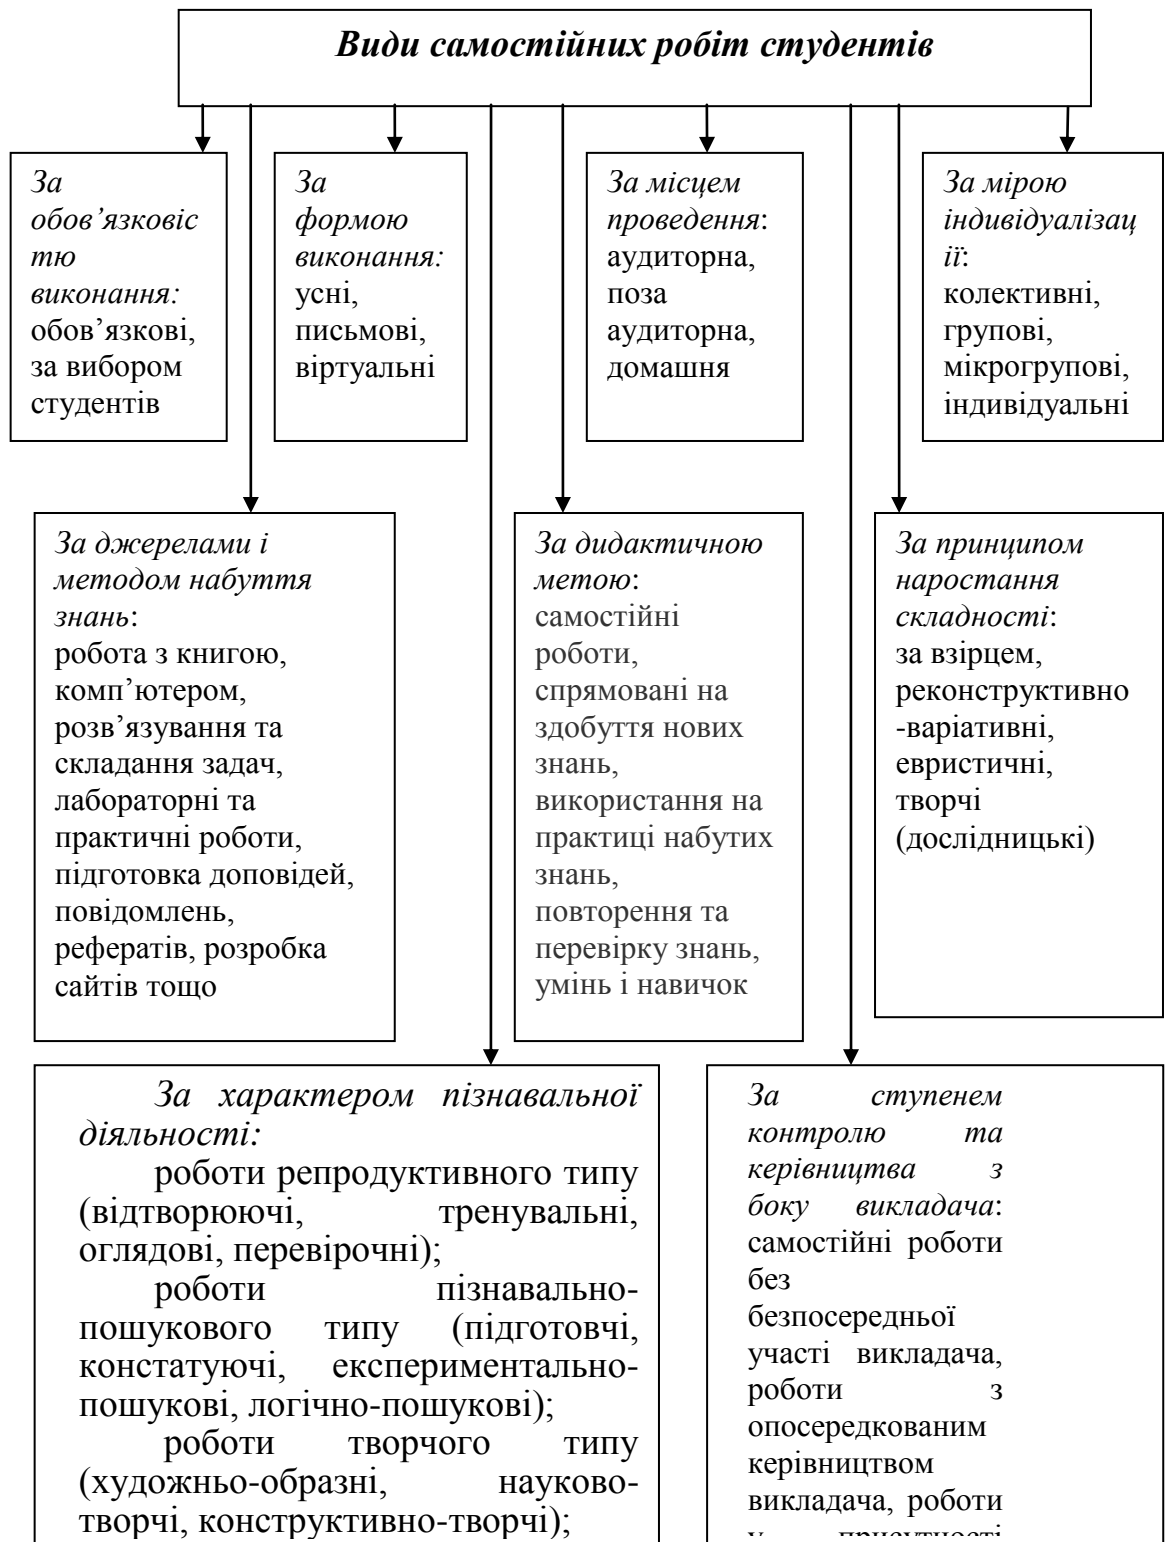 Види самостійних робіт студентів
За
обов’язковіс
тю
виконання:
обов’язкові,
за вибором
студентів
За
формою
виконання:
усні,
письмові,
віртуальні
За місцем
проведення:
аудиторна,
поза
аудиторна,
домашня
За мірою
індивідуалізац
ії:
колективні,
групові,
мікрогрупові,
індивідуальні
За джерелами і
методом набуття
знань:
робота з книгою,
комп’ютером,
розв’язування та
складання задач,
лабораторні та
практичні роботи,
підготовка доповідей,
повідомлень,
рефератів, розробка
сайтів тощо
За дидактичною
метою:
самостійні
роботи,
спрямовані на
здобуття нових
знань,
використання на
практиці набутих
знань,
повторення та
перевірку знань,
умінь і навичок
За принципом
наростання
складності:
за взірцем,
реконструктивно
-варіативні,
евристичні,
творчі
(дослідницькі)
За характером пізнавальної
діяльності:
роботи репродуктивного типу
(відтворюючі, тренувальні,
оглядові, перевірочні);
роботи пізнавально-
пошукового типу (підготовчі,
констатуючі, експериментально-
пошукові, логічно-пошукові);
роботи творчого типу
(художньо-образні, науково-
творчі, конструктивно-творчі);
За ступенем
контролю та
керівництва з
боку викладача:
самостійні роботи
без
безпосередньої
участі викладача,
роботи з
опосередкованим
керівництвом
викладача, роботи
у присутності